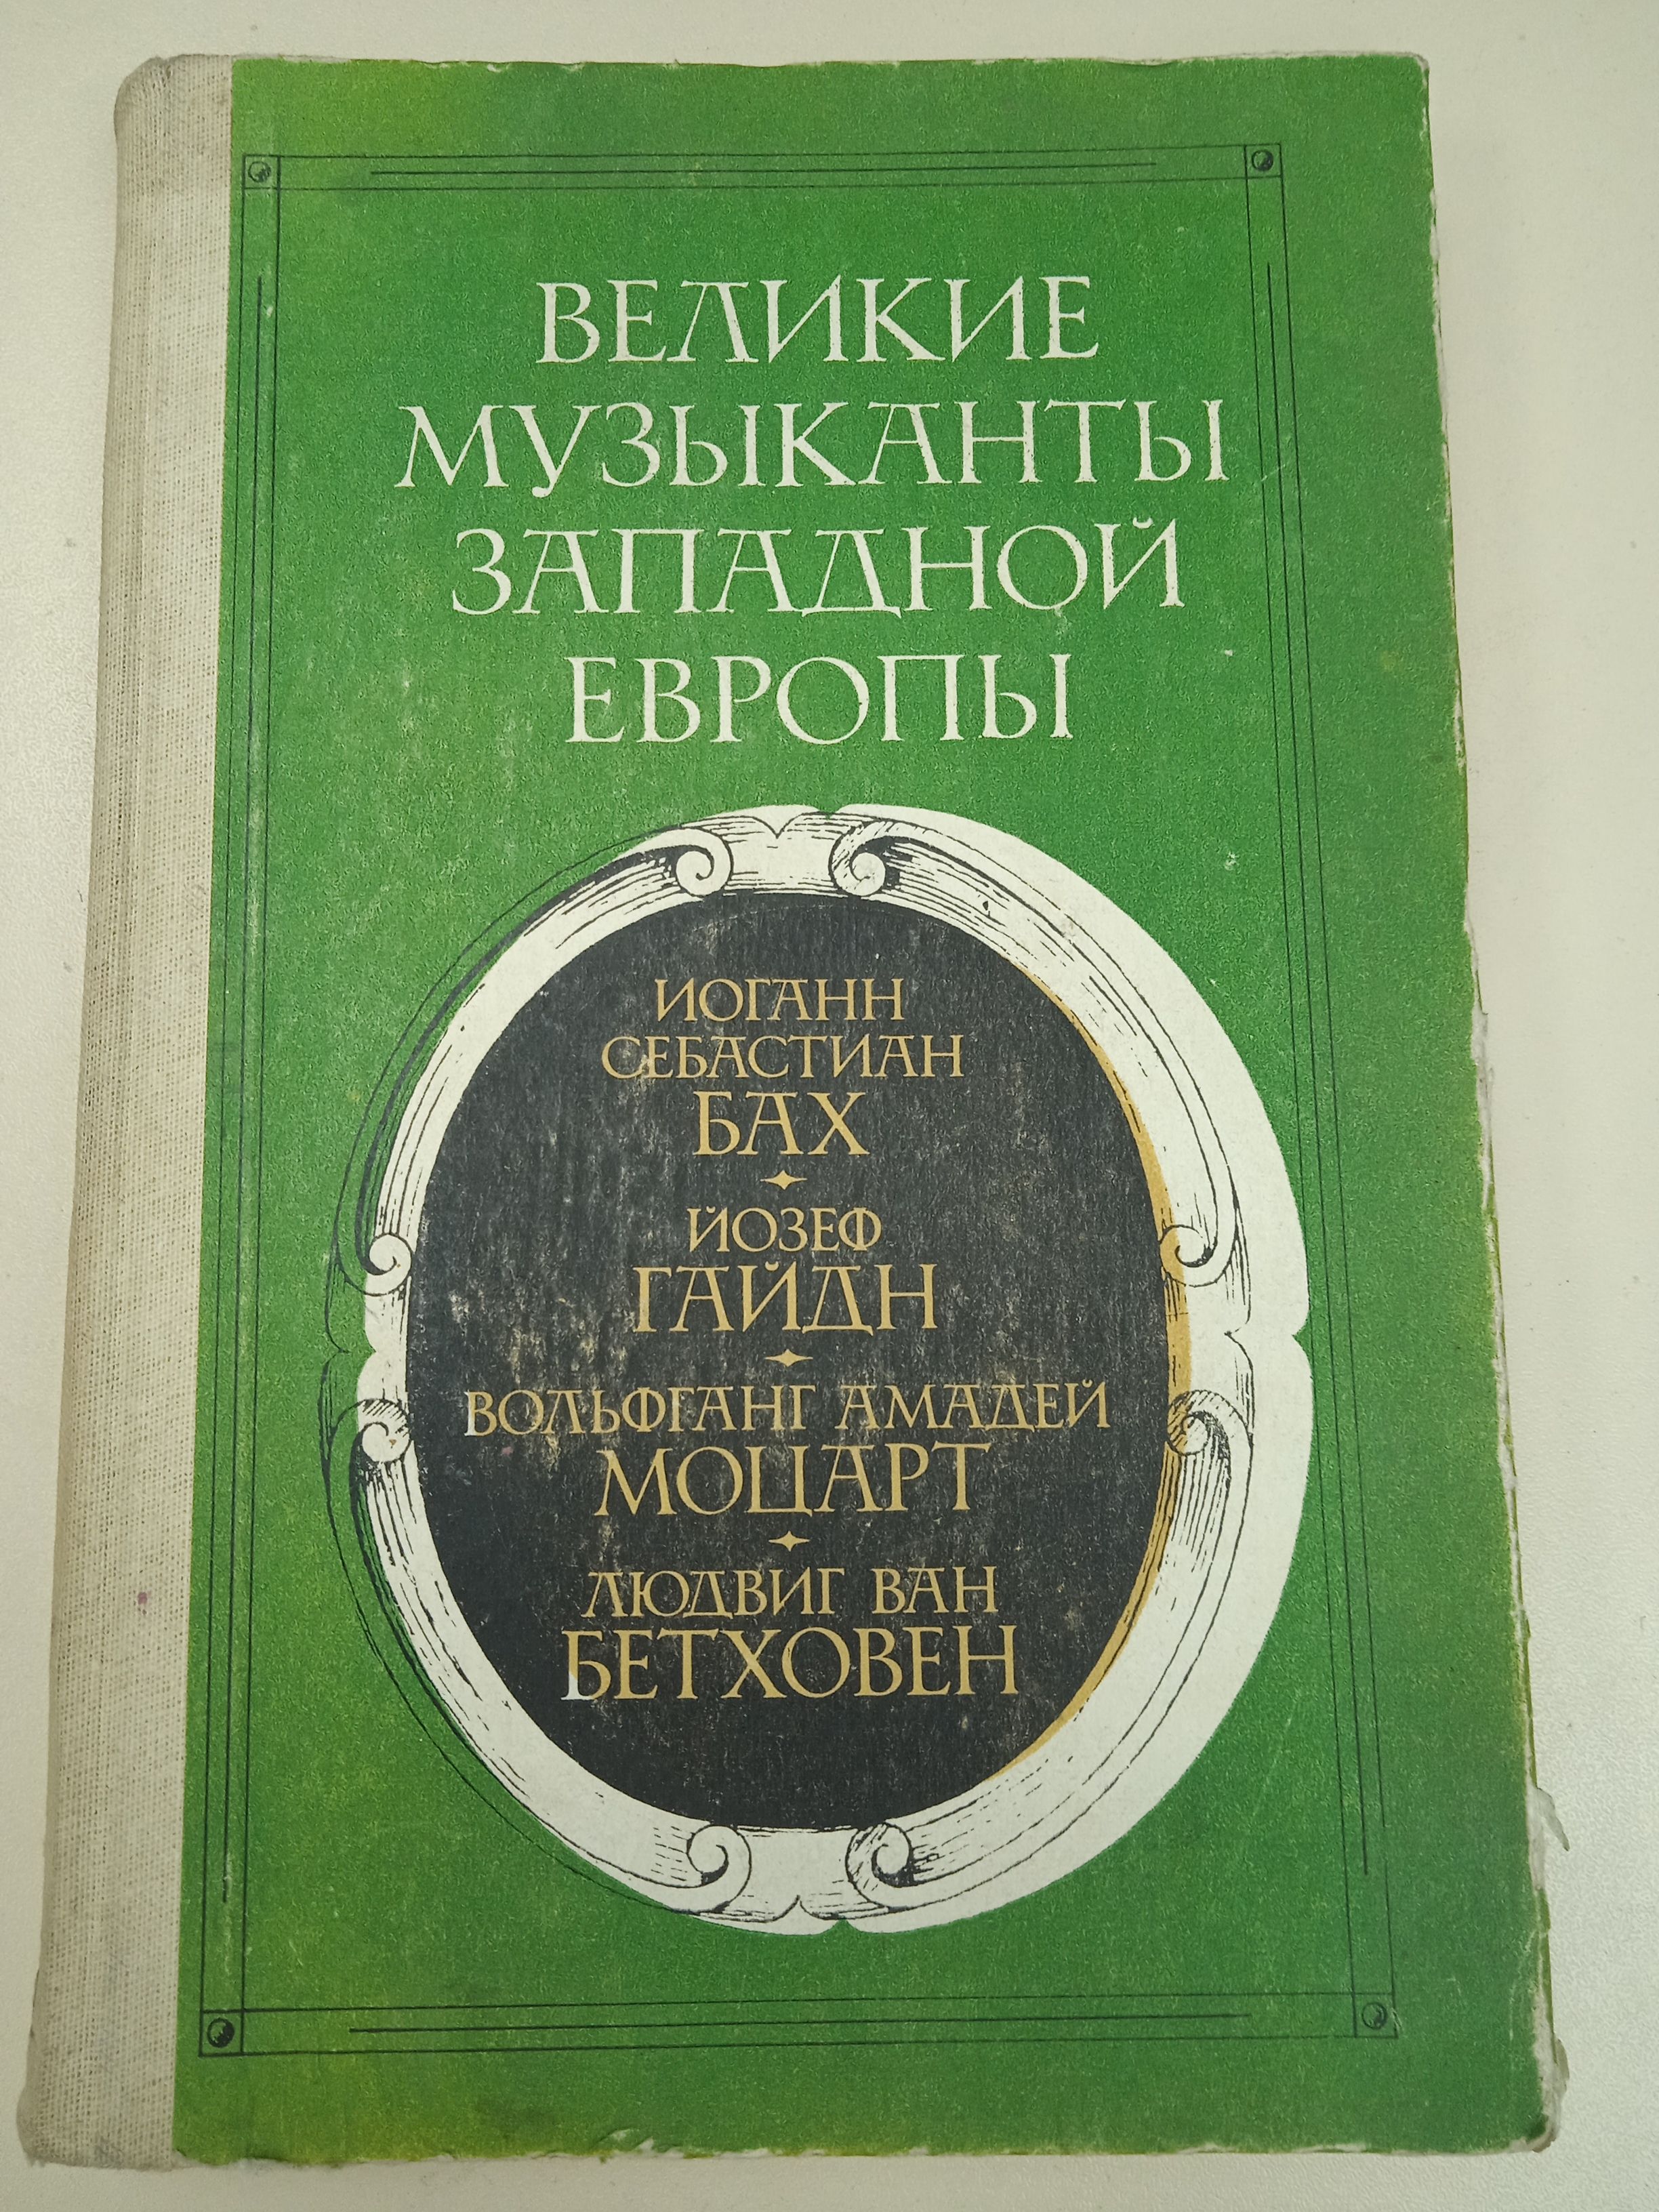 ВЕЛИКИЕ
МУЗЫКАНТЫ
ЗАПАДНОЙ
ЕВРОПЫ
ИОГАНН
СЕБАСТИАН
БАХ
ЙОЗЕФ
ГАЙДН
ВОЛЬФГАНГ АМАДЕЙ
МОЦАРТ
ЛЮДВИГ ВАН
БЕТХОВЕН